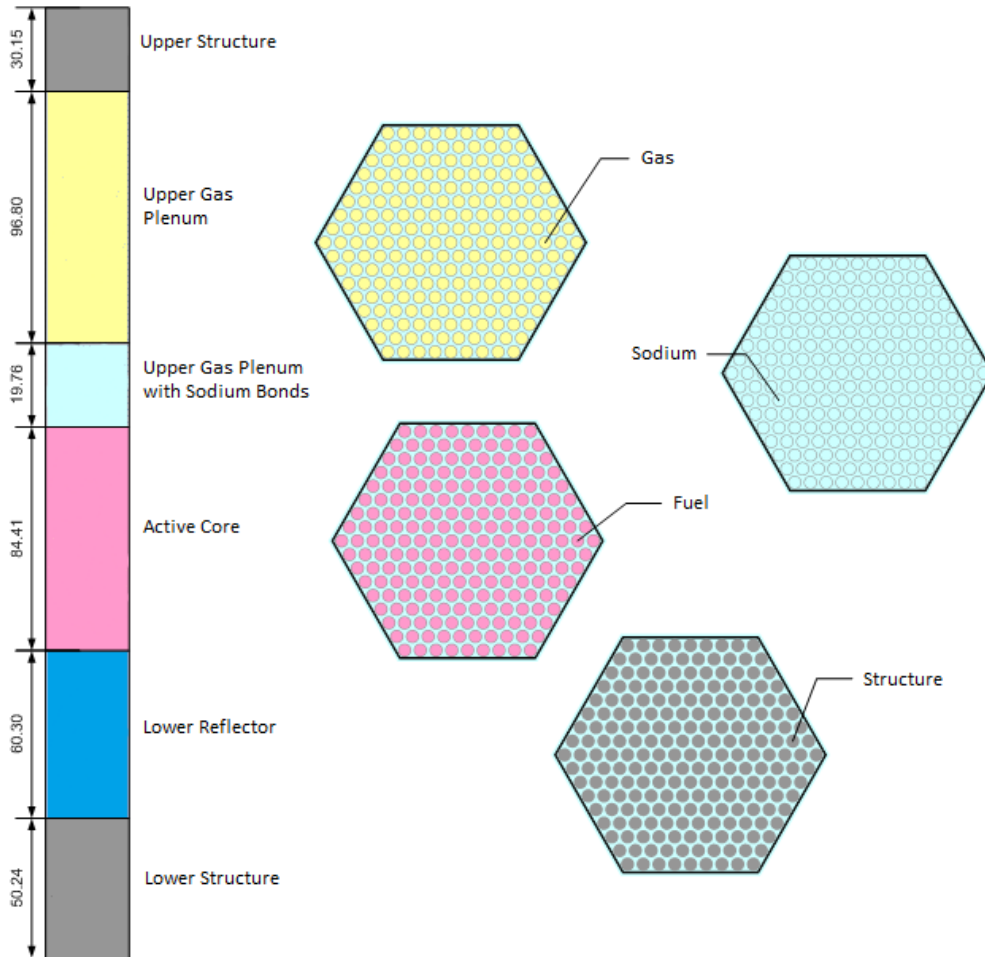 30.15
Upper Structure
96.80
Upper Gas
Plenum
Gas
19.76
Upper Gas Plenum
with Sodium Bonds
Sodium
84.41
Active Core
Fuel
60.30
Lower Reflector
Structure
50.24
Lower Structure